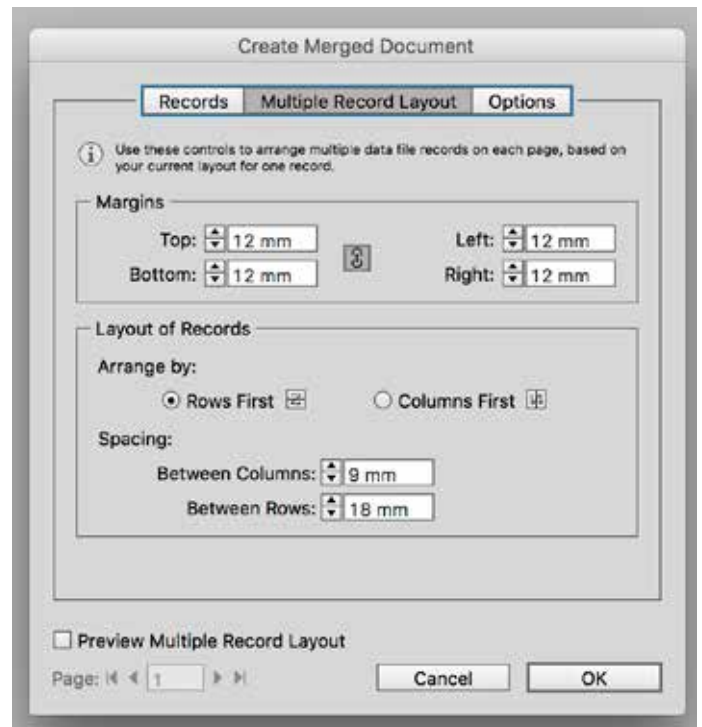 Create Merged Document
Records Multiple Record Layout Options
Use these controls to arrange multiple data file records on each page, based on
your current layout for one record.
Margins
Top: 12 mm Left: 12 mm
Bottom: 12 mm Right: 12 mm
Layout of Records
Arrange by:
Rows First Columns First
Spacing:
Between Columns: 9 mm
Between Rows: 18 mm
Preview Multiple Record Layout
Page: 1 Cancel OK